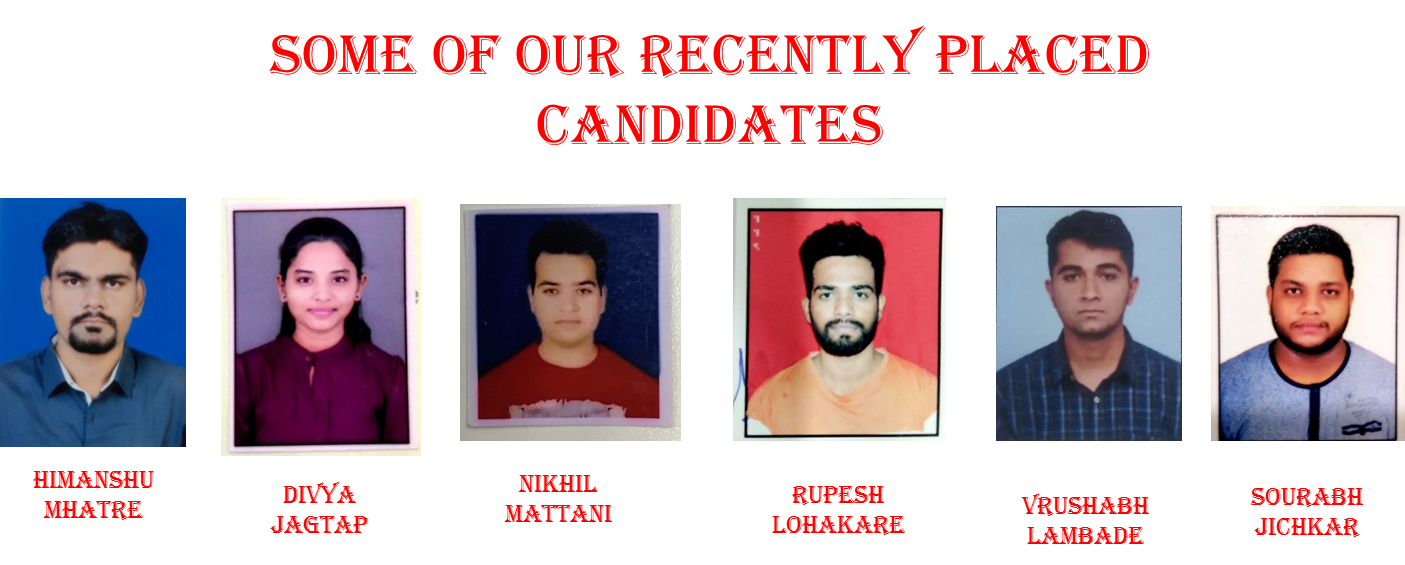 SOME OF OUR RECENTLY PLACED
CANDIDATES
HIMANSHU
MHATRE
DIVYA
JAGTAP
NIKHIL
MATTANI
RUPESH
LOHAKARE
VRUSHABH
LAMBADE
SOURABH
JICHKAR